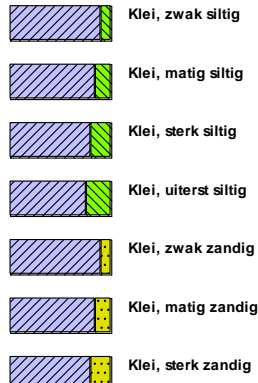 Klei, zwak siltig
Klei, matig siltig
Klei, sterk siltig
Klei, uiterst siltig
Klei, zwak zandig
Klei, matig zandig
Klei, sterk zandig